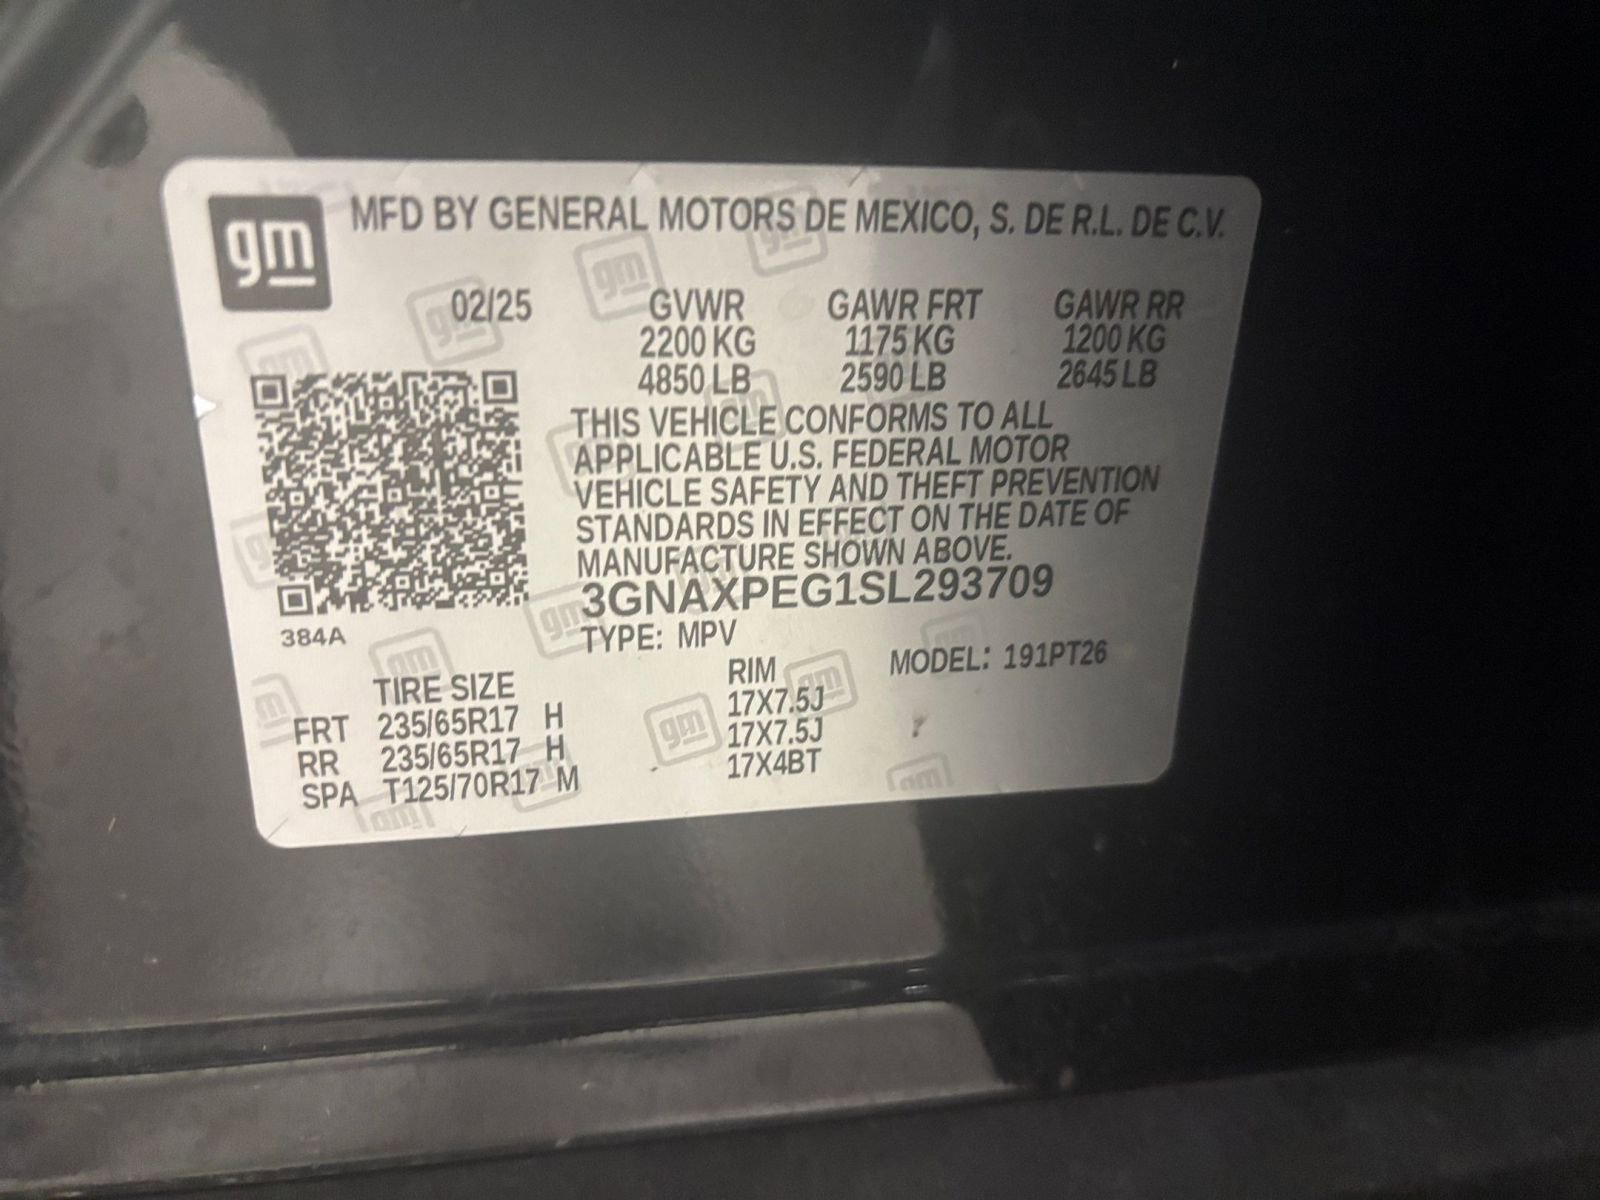 gm MFD BY GENERAL MOTORS DE MEXICO, S. DE R.L. DE C.V.
02/25 GVWR GAWR FRT GAWR RR
2200 KG 1175 KG 1200 KG
4850 LB 2590 LB 2645 LB
THIS VEHICLE CONFORMS TO ALL
APPLICABLE U.S. FEDERAL MOTOR
VEHICLE SAFETY AND THEFT PREVENTION
STANDARDS IN EFFECT ON THE DATE OF
MANUFACTURE SHOWN ABOVE.
3GNAXPEG1SL293709
384A TYPE: MPV
RIM MODEL: 191PT26
TIRE SIZE
FRT 235/65R17 H 17X7.5J
RR 235/65R17 H 17X7.5J
SPA T125/70R17 M 17X4BT